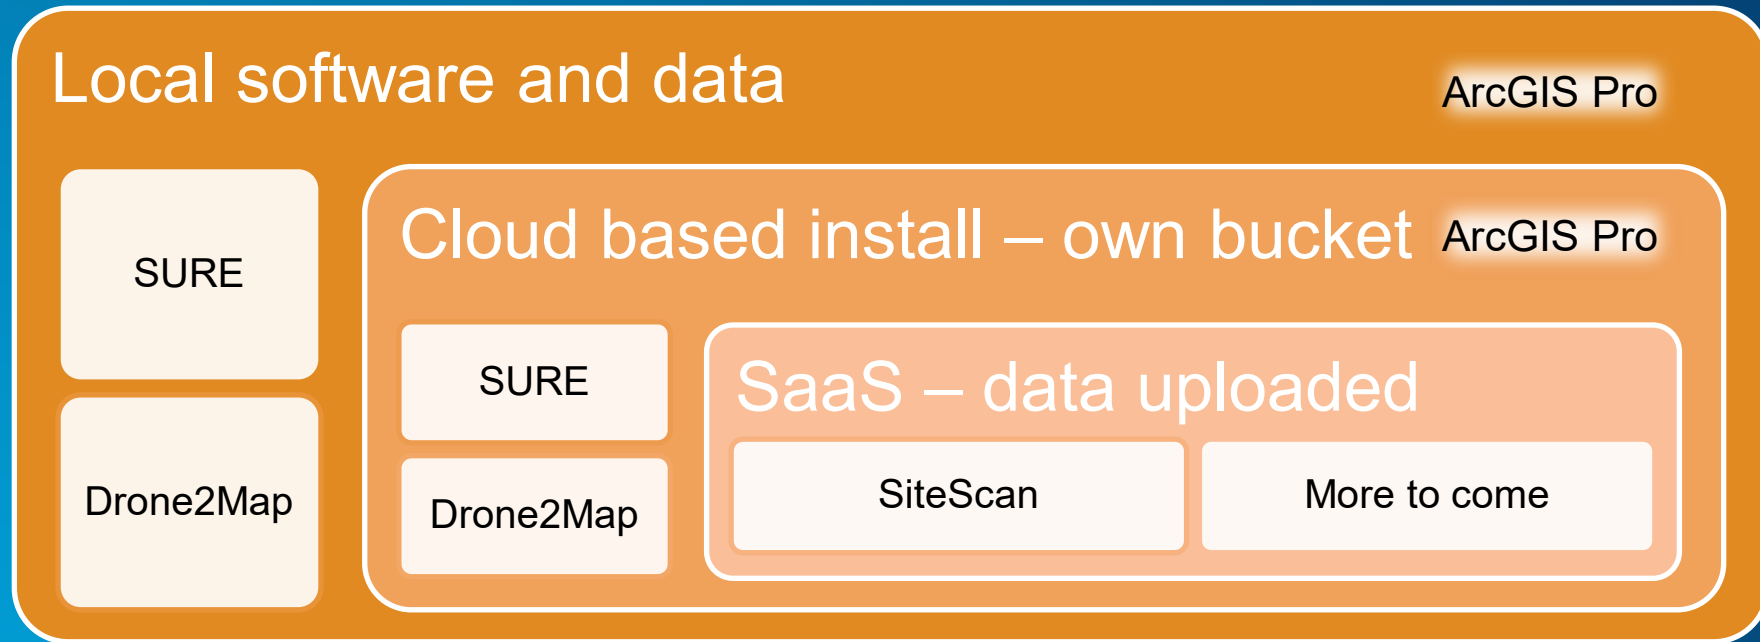 Local software and data
ArcGIS Pro
SURE
Drone2Map
Cloud based install – own bucket
ArcGIS Pro
SURE
Drone2Map
SaaS – data uploaded
SiteScan
More to come